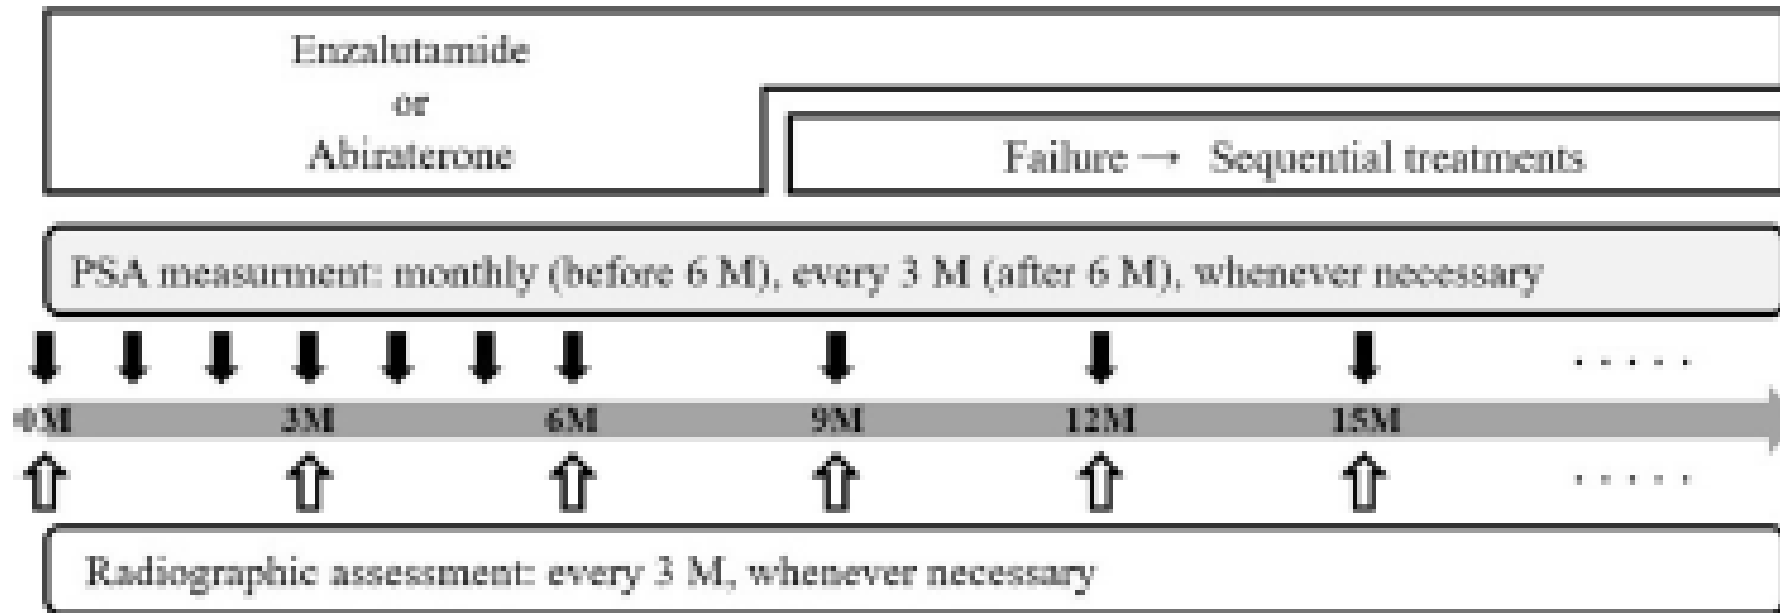 Enzalutamide
or
Abiraterone
Failure → Sequential treatments
PSA measurment: monthly (before 6 M), every 3 M (after 6 M), whenever necessary
. . . . .
0M 3M 6M 9M 12M 15M
. . . . .
Radiographic assessment: every 3 M, whenever necessary